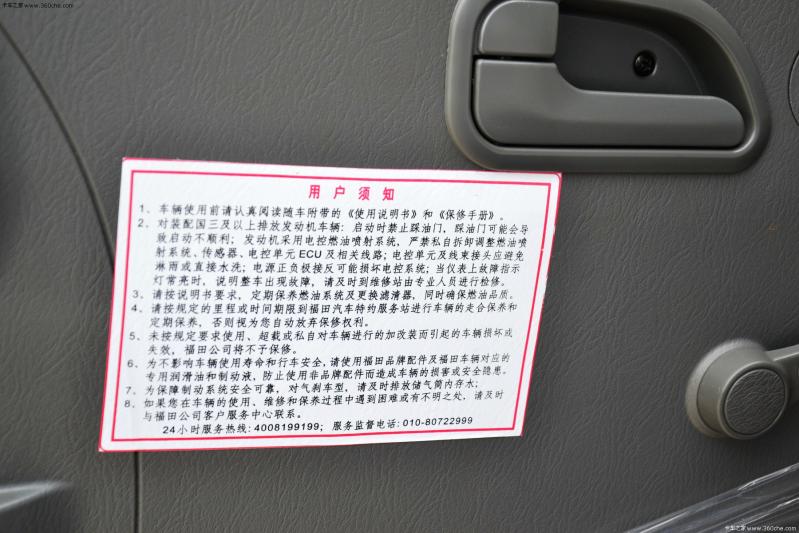 卡车之家 www.360che.com
用户须知
1、车辆使用前请认真阅读随车附带的《使用说明书》和《保修手册》。
2、对装配国三及以上排放发动机车辆：启动时禁止踩油门，踩油门可能会导
致启动不顺利；发动机采用电控燃油喷射系统，严禁私自拆卸调整燃油喷
射系统、传感器、电控单元ECU及相关线路；电控单元及线束接头应避免
淋雨或直接水洗；电源正负极接反可能损坏电控系统；当仪表上故障指示
灯常亮时，说明整车出现故障，请及时到维修站由专业人员进行检修。
3、请按说明书要求，定期保养燃油系统及更换滤清器，同时确保燃油品质。
4、请按规定的里程或时间期限到福田汽车特约服务站进行车辆的走合保养和
定期保养，否则视为您自动放弃保修权利。
5、未按规定要求使用、超载或私自对车辆进行的加改装而引起的车辆损坏或
失效，福田公司将不予保修。
6、为不影响车辆使用寿命和行车安全，请使用福田品牌配件及福田车辆对应的
专用润滑油和制动液，防止使用非品牌配件而造成车辆的损害或安全隐患。
7、为保障制动系统安全可靠，对气刹车型，请及时排放储气筒内存水；
8、如果您在车辆的使用、维修和保养过程中遇到困难或有不明之处，请及时
与福田公司客户服务中心联系。
24小时服务热线：4008199199；服务监督电话：010-80722999
卡车之家 www.360che.com